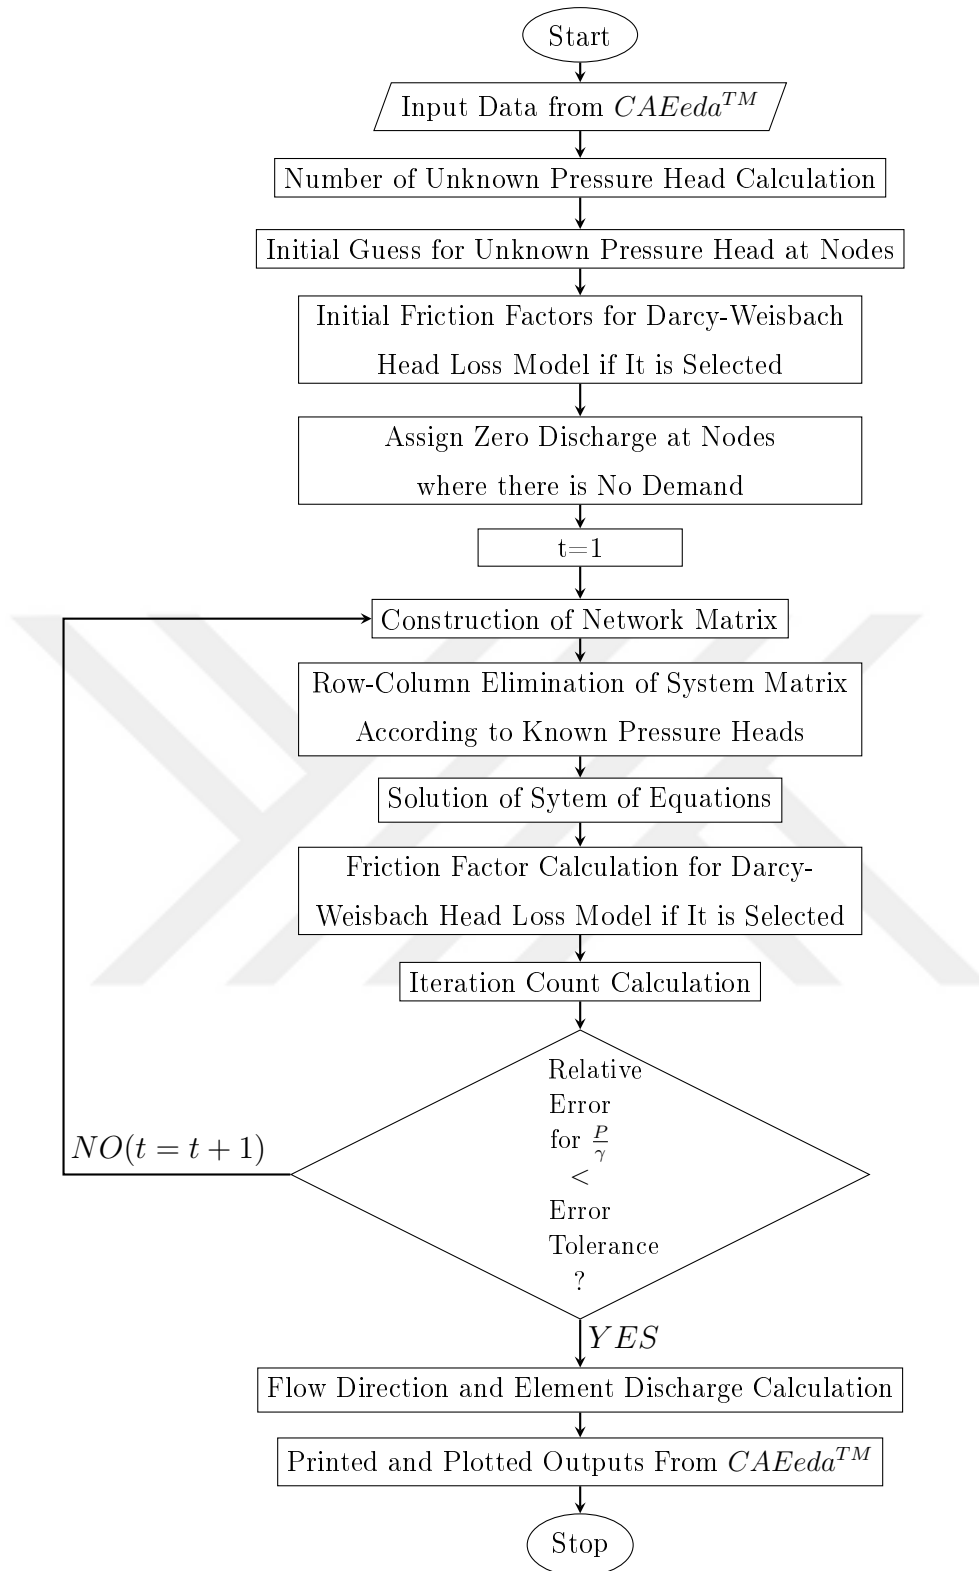 Start
Input Data from CAEeda^{TM}
Number of Unknown Pressure Head Calculation
Initial Guess for Unknown Pressure Head at Nodes
Initial Friction Factors for Darcy-Weisbach
Head Loss Model if It is Selected
Assign Zero Discharge at Nodes
where there is No Demand
t=1
Construction of Network Matrix
Row-Column Elimination of System Matrix
According to Known Pressure Heads
Solution of Sytem of Equations
Friction Factor Calculation for Darcy-
Weisbach Head Loss Model if It is Selected
Iteration Count Calculation
Relative
Error
for \frac{P}{\gamma}
<
Error
Tolerance
?
NO(t = t + 1)
YES
Flow Direction and Element Discharge Calculation
Printed and Plotted Outputs From CAEeda^{TM}
Stop